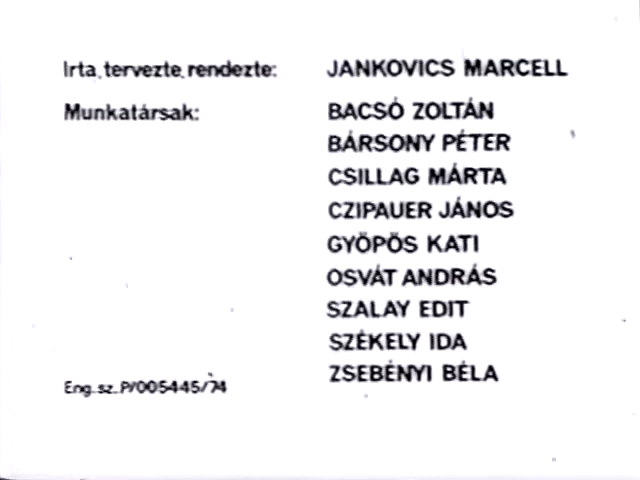 Irta, tervezte, rendezte: JANKOVICS MARCELL
Munkatársak: BACSÓ ZOLTÁN
BÁRSONY PÉTER
CSILLAG MÁRTA
CZIPAUER JÁNOS
GYÖPÖS KATI
OSVÁT ANDRÁS
SZALAY EDIT
SZÉKELY IDA
ZSEBÉNYI BÉLA
Eng. sz. P/005445/74